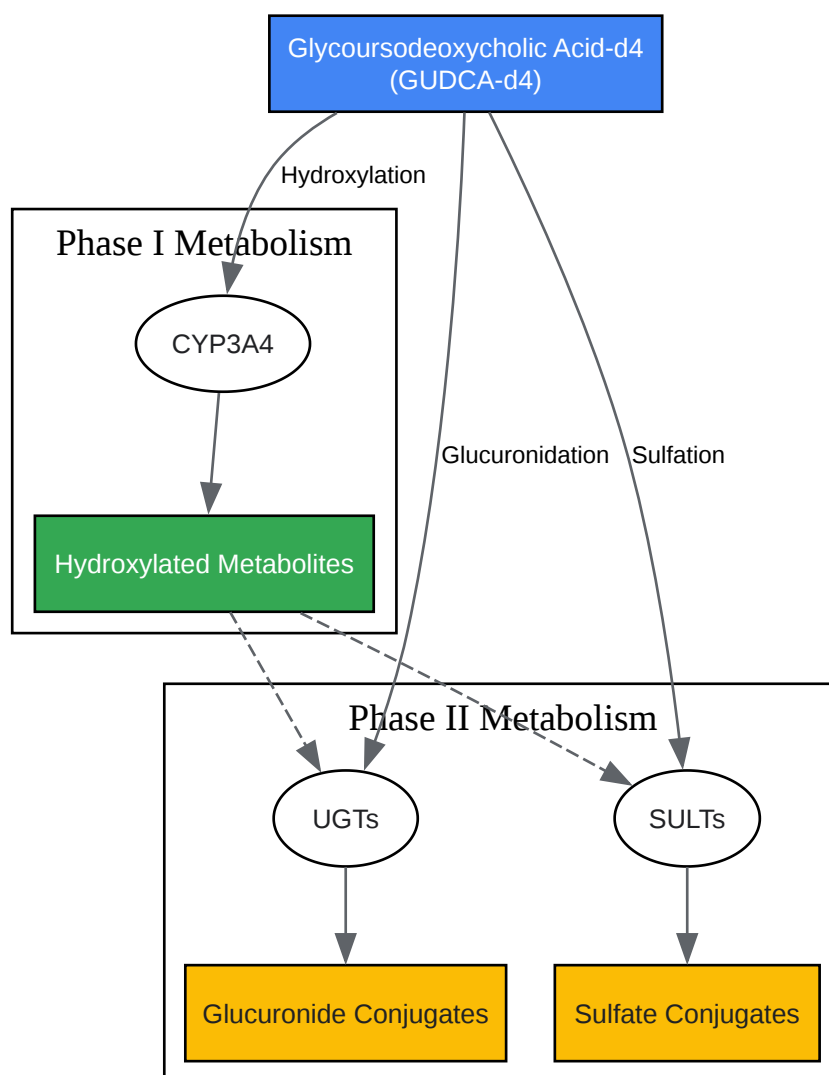 Glycoursodeoxycholic Acid-d4
(GUDCA-d4)
Hydroxylation
Phase I Metabolism
CYP3A4
Glucuronidation
Sulfation
Hydroxylated Metabolites
Phase II Metabolism
UGTs
SULTs
Glucuronide Conjugates
Sulfate Conjugates